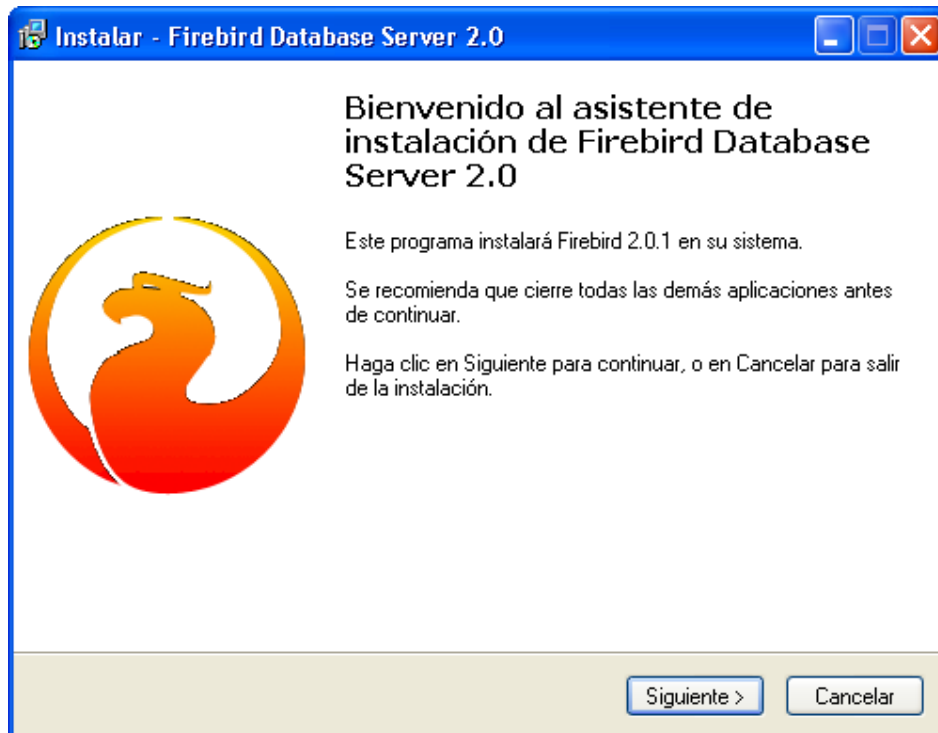 Instalar - Firebird Database Server 2.0
Bienvenido al asistente de
instalación de Firebird Database
Server 2.0
Este programa instalará Firebird 2.0.1 en su sistema.
Se recomienda que cierre todas las demás aplicaciones antes
de continuar.
Haga clic en Siguiente para continuar, o en Cancelar para salir
de la instalación.
Siguiente >
Cancelar